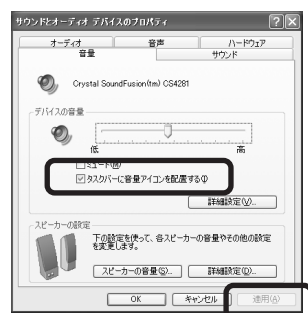 サウンドとオーディオ デバイスのプロパティ
オーディオ 音声 ハードウェア
音量 サウンド
Crystal SoundFusion(tm) CS4281
デバイスの音量
低 高
ミュート(M)
タスクバーに音量アイコンを配置する(I)
詳細設定(V)...
スピーカーの設定
下の設定を使って、各スピーカーの音量やその他の設定
を変更します。
スピーカーの音量(S)... 詳細設定(D)...
OK キャンセル 適用(A)